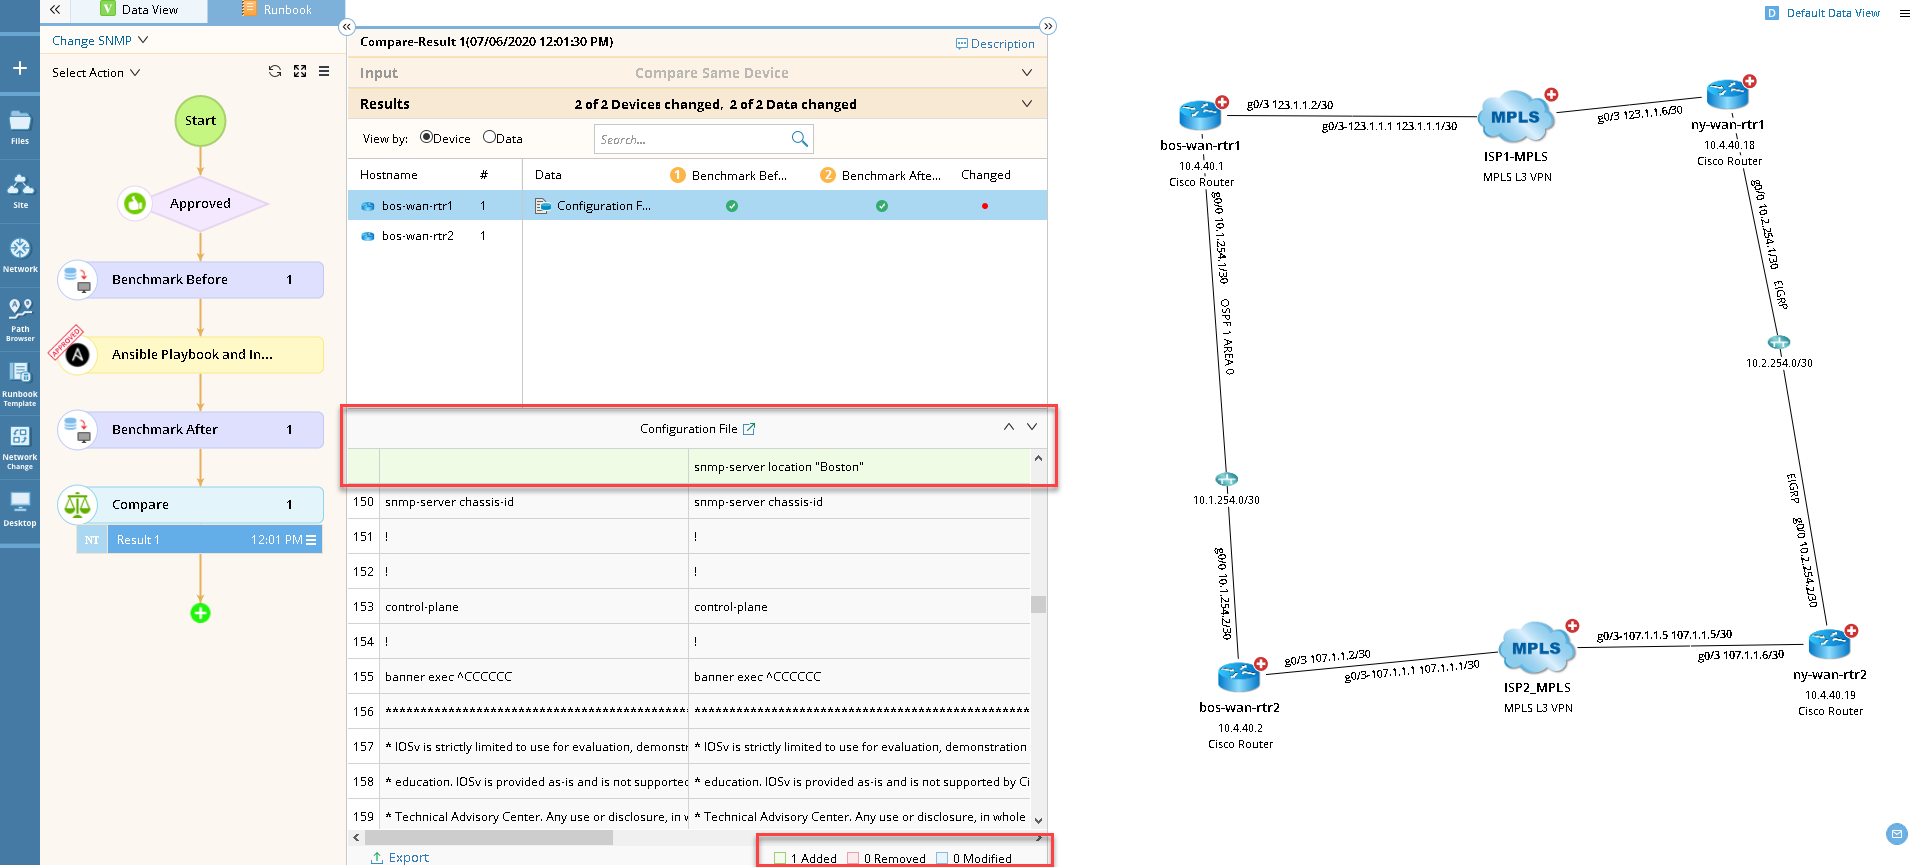 Data View
Runbook
Default Data View
Change SNMP
Select Action
Start
Approved
Benchmark Before 1
APPROVED
A
Ansible Playbook and In...
Benchmark After 1
Compare 1
NT Result 1 12:01 PM
Files
Site
Network
Path
Browser
Runbook
Template
Network
Change
Desktop
Compare-Result 1(07/06/2020 12:01:30 PM)
Description
Input Compare Same Device
Results 2 of 2 Devices changed, 2 of 2 Data changed
View by: Device Data Search...
Hostname # Data 1 Benchmark Bef... 2 Benchmark Afte... Changed
bos-wan-rtr1 1 Configuration F...
bos-wan-rtr2 1
Configuration File
snmp-server location "Boston"
150 snmp-server chassis-id snmp-server chassis-id
151 ! !
152 ! !
153 control-plane control-plane
154 ! !
155 banner exec ^CCCCCC banner exec ^CCCCCC
156
157 * IOSv is strictly limited to use for evaluation, demonstr * IOSv is strictly limited to use for evaluation, demonstration
158 * education. IOSv is provided as-is and is not supported * education. IOSv is provided as-is and is not supported by Ci
159 * Technical Advisory Center. Any use or disclosure, in w * Technical Advisory Center. Any use or disclosure, in whole
Export
1 Added 0 Removed 0 Modified
g0/3 123.1.1.2/30
g0/3-123.1.1.1 123.1.1.1/30
MPLS
g0/3 123.1.1.6/30
bos-wan-rtr1
10.4.40.1
Cisco Router
ISP1-MPLS
MPLS L3 VPN
ny-wan-rtr1
10.4.40.18
Cisco Router
g0/0 10.1.254.1/30
OSPF 1 AREA 0
g0/0 10.2.254.1/30
EIGRP
10.2.254.0/30
10.1.254.0/30
EIGRP
g0/0 10.2.254.2/30
g0/0 10.1.254.2/30
g0/3 107.1.1.2/30
g0/3-107.1.1.1 107.1.1.1/30
MPLS
g0/3-107.1.1.5 107.1.1.5/30
g0/3 107.1.1.6/30
bos-wan-rtr2
10.4.40.2
Cisco Router
ISP2_MPLS
MPLS L3 VPN
ny-wan-rtr2
10.4.40.19
Cisco Router